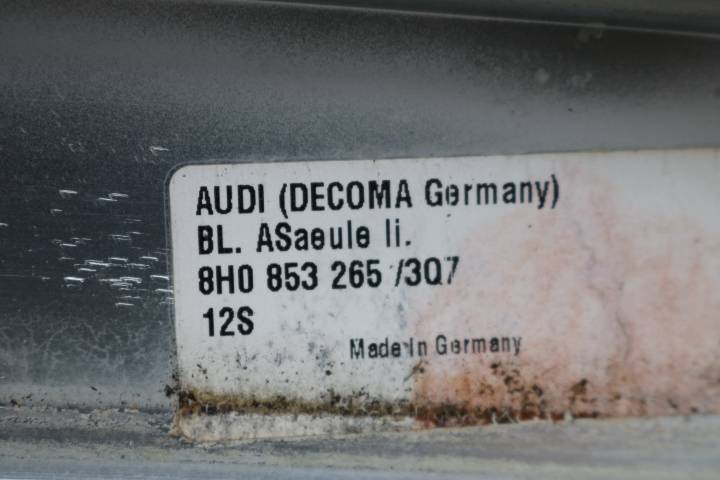 AUDI (DECOMA Germany)
BL. ASaeule li.
8H0 853 265 /3Q7
12S
Made In Germany